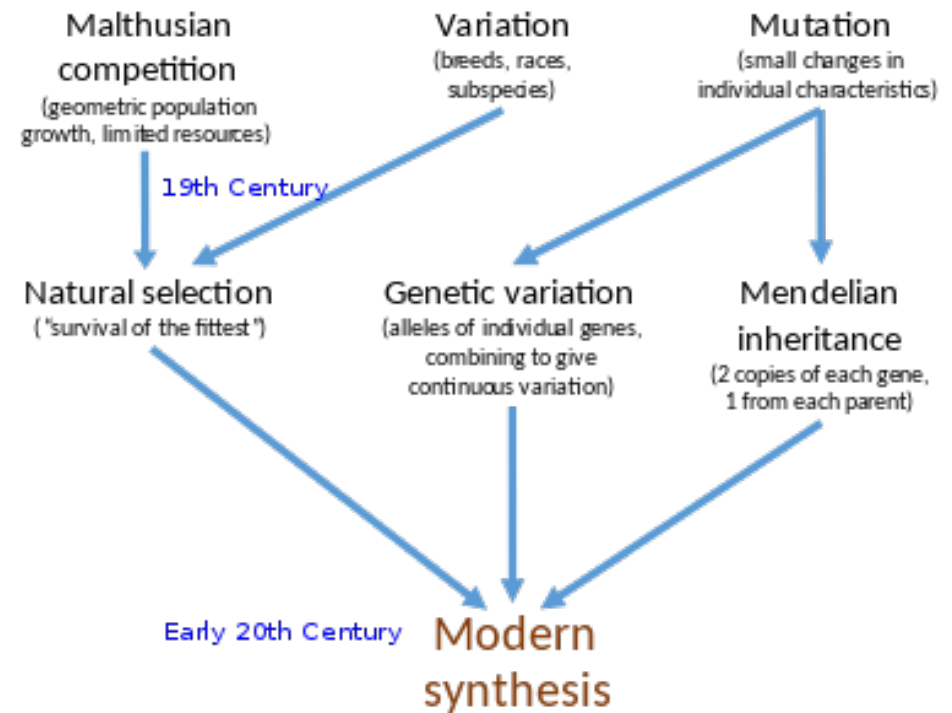 Malthusian
competition
(geometric population
growth, limited resources)
Variation
(breeds, races,
subspecies)
Mutation
(small changes in
individual characteristics)
19th Century
Natural selection
("survival of the fittest")
Genetic variation
(alleles of individual genes,
combining to give
continuous variation)
Mendelian
inheritance
(2 copies of each gene,
1 from each parent)
Early 20th Century
Modern
synthesis